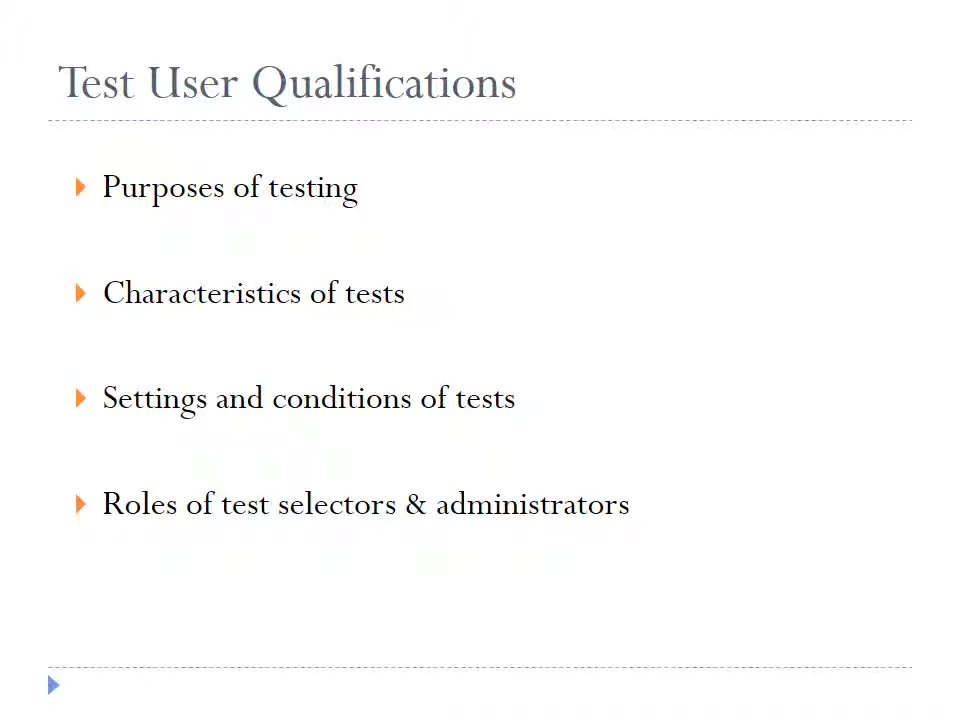 Test User Qualifications
Purposes of testing
Characteristics of tests
Settings and conditions of tests
Roles of test selectors & administrators